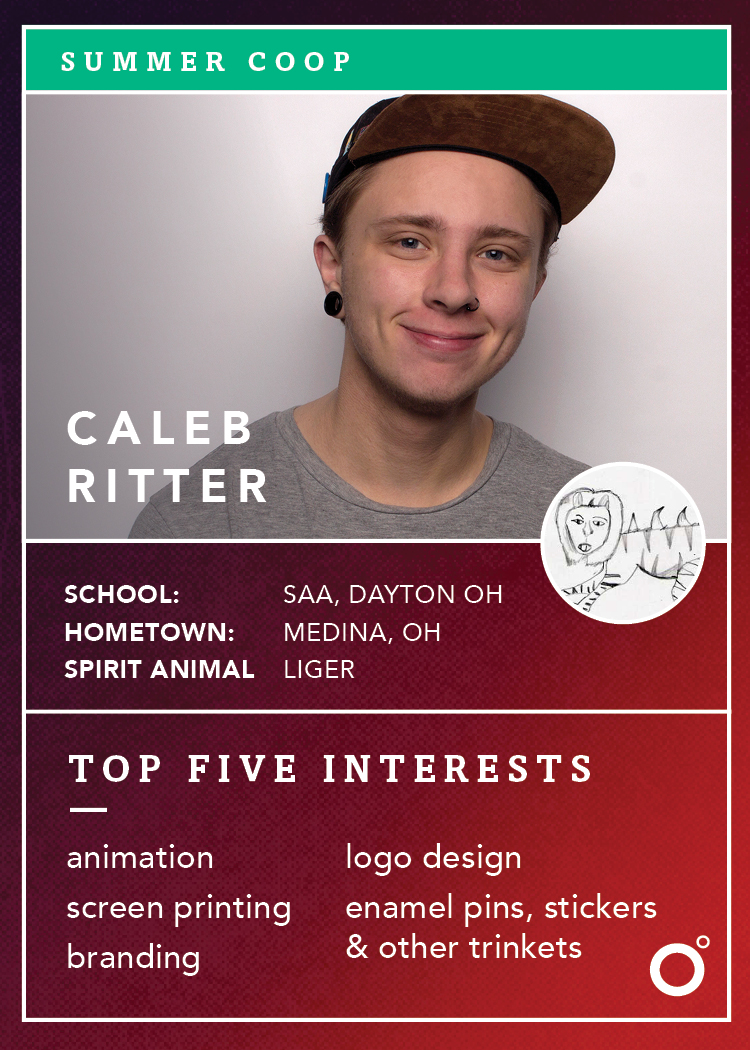 SUMMER COOP
CALEB
RITTER
SCHOOL: SAA, DAYTON OH
HOMETOWN: MEDINA, OH
SPIRIT ANIMAL LIGER
TOP FIVE INTERESTS
animation
screen printing
branding
logo design
enamel pins, stickers
& other trinkets